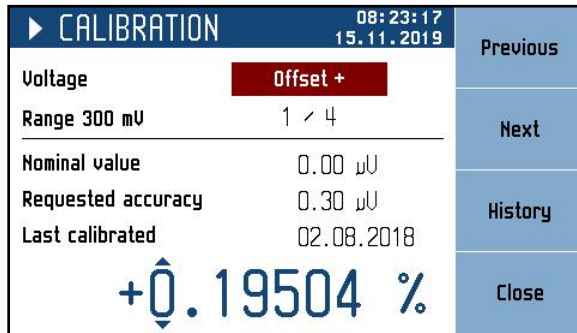 ▶ CALIBRATION
08:23:17
15.11.2019
Voltage
Offset +
Range 300 mV
1 / 4
Nominal value
0.00 µV
Requested accuracy
0.30 µV
Last calibrated
02.08.2018
+0.19504 %
Previous
Next
History
Close